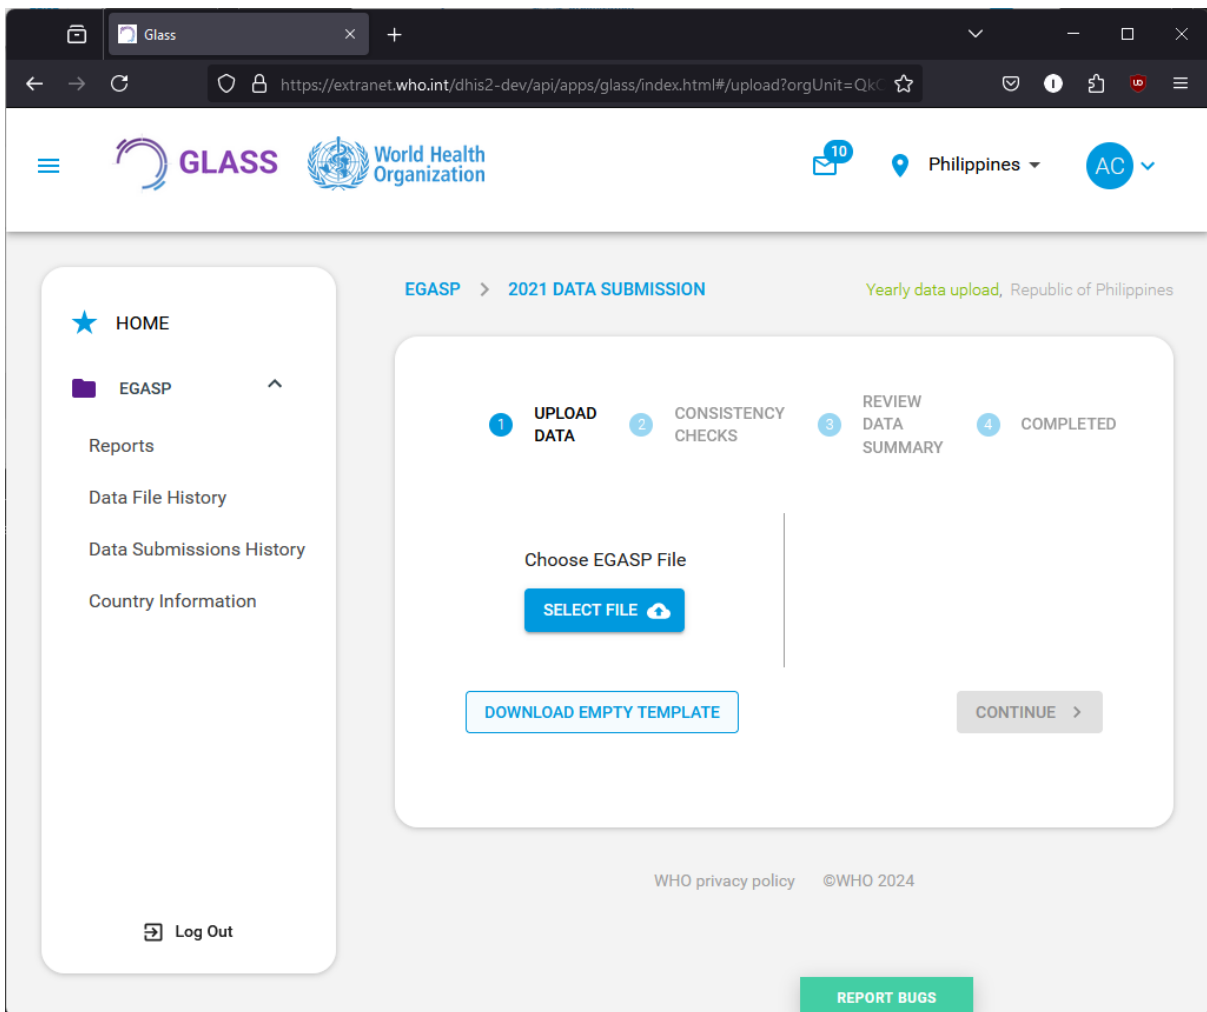 Glass
https://extranet.who.int/dhis2-dev/api/apps/glass/index.html#/upload?orgUnit=QkC
GLASS
World Health
Organization
10
Philippines
AC
EGASP > 2021 DATA SUBMISSION
Yearly data upload, Republic of Philippines
HOME
EGASP
Reports
Data File History
Data Submissions History
Country Information
Log Out
1 UPLOAD
DATA
2 CONSISTENCY
CHECKS
3 REVIEW
DATA
SUMMARY
4 COMPLETED
Choose EGASP File
SELECT FILE
DOWNLOAD EMPTY TEMPLATE
CONTINUE >
WHO privacy policy ©WHO 2024
REPORT BUGS